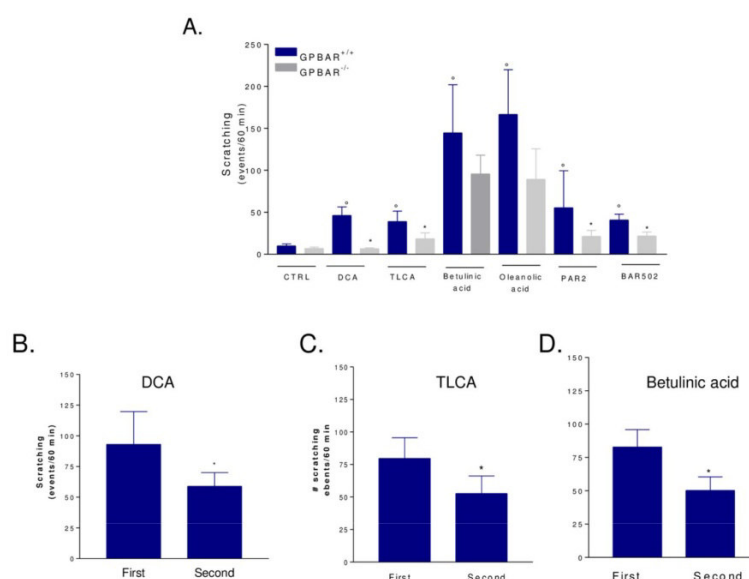 A.
250
200
150
100
50
0
Scratching
(events/60 min)
GPBAR+/+
GPBAR-/-
° ° ° ° ° °
* * * *
CTRL DCA TLCA Betulinic acid Oleanolic acid PAR2 BAR502
B.
DCA
150
125
100
75
50
25
0
Scratching
(events/60 min)
*
First Second
C.
TLCA
150
125
100
75
50
25
0
# scratching
ebents/60 min
*
First Second
D.
Betulinic acid
150
125
100
75
50
25
0
*
First Second